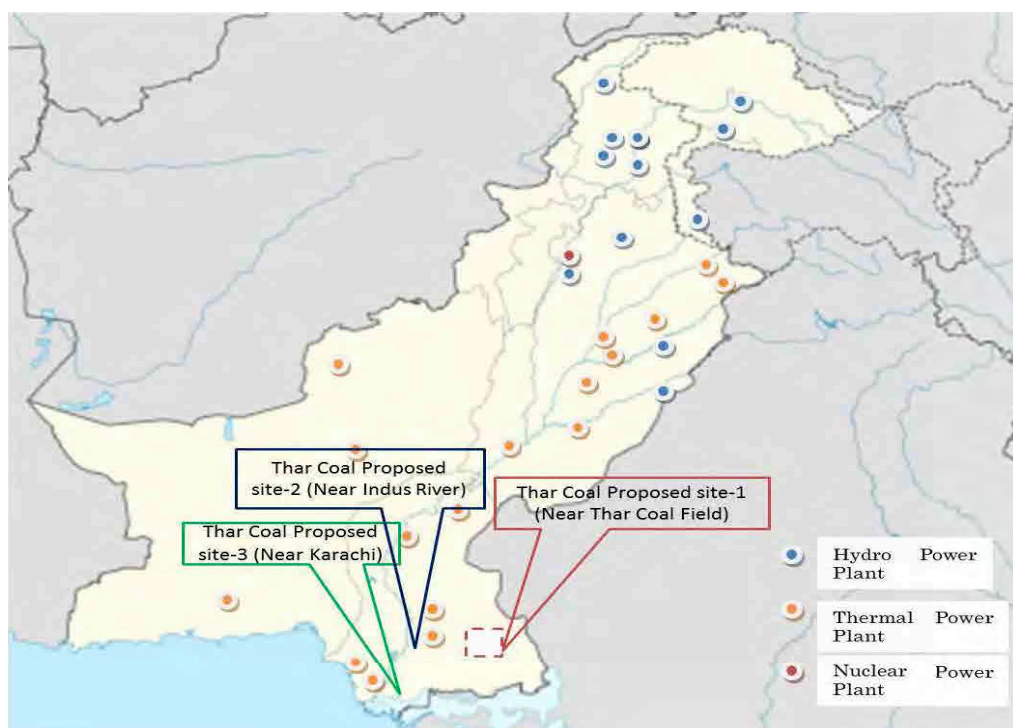 Thar Coal Proposed
site-2 (Near Indus River)
Thar Coal Proposed site-1
(Near Thar Coal Field)
Thar Coal Proposed
site-3 (Near Karachi)
Hydro Power
Plant
Thermal Power
Plant
Nuclear Power
Plant